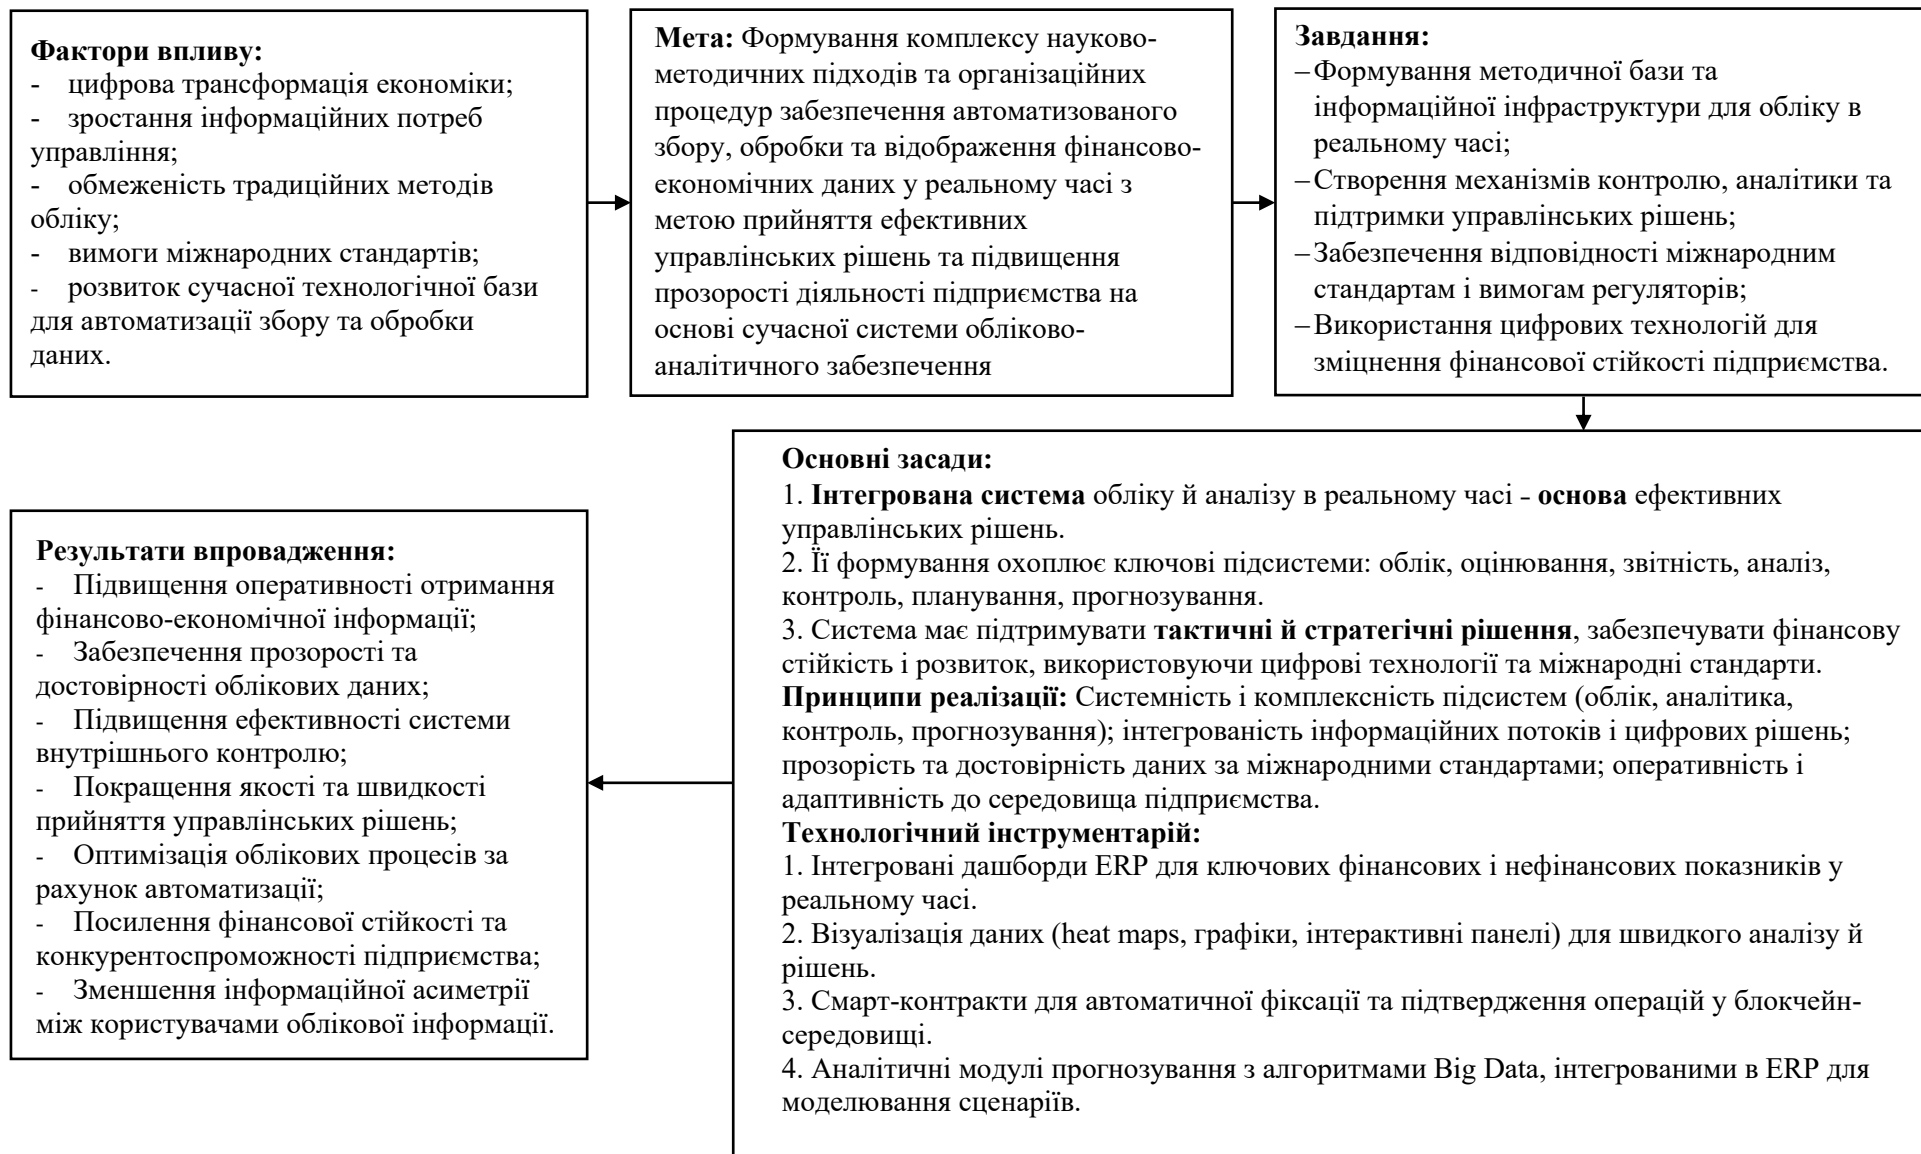 Фактори впливу:
- цифрова трансформація економіки;
- зростання інформаційних потреб
управління;
- обмеженість традиційних методів
обліку;
- вимоги міжнародних стандартів;
- розвиток сучасної технологічної бази
для автоматизації збору та обробки
даних.
Мета: Формування комплексу науково-
методичних підходів та організаційних
процедур забезпечення автоматизованого
збору, обробки та відображення фінансово-
економічних даних у реальному часі з
метою прийняття ефективних
управлінських рішень та підвищення
прозорості діяльності підприємства на
основі сучасної системи обліково-
аналітичного забезпечення
Завдання:
– Формування методичної бази та
інформаційної інфраструктури для обліку в
реальному часі;
– Створення механізмів контролю, аналітики та
підтримки управлінських рішень;
– Забезпечення відповідності міжнародним
стандартам і вимогам регуляторів;
– Використання цифрових технологій для
зміцнення фінансової стійкості підприємства.
Основні засади:
1. Інтегрована система обліку й аналізу в реальному часі - основа ефективних
управлінських рішень.
2. Її формування охоплює ключові підсистеми: облік, оцінювання, звітність, аналіз,
контроль, планування, прогнозування.
3. Система має підтримувати тактичні й стратегічні рішення, забезпечувати фінансову
стійкість і розвиток, використовуючи цифрові технології та міжнародні стандарти.
Принципи реалізації: Системність і комплексність підсистем (облік, аналітика,
контроль, прогнозування); інтегрованість інформаційних потоків і цифрових рішень;
прозорість та достовірність даних за міжнародними стандартами; оперативність і
адаптивність до середовища підприємства.
Технологічний інструментарій:
1. Інтегровані дашборди ERP для ключових фінансових і нефінансових показників у
реальному часі.
2. Візуалізація даних (heat maps, графіки, інтерактивні панелі) для швидкого аналізу й
рішень.
3. Смарт-контракти для автоматичної фіксації та підтвердження операцій у блокчейн-
середовищі.
4. Аналітичні модулі прогнозування з алгоритмами Big Data, інтегрованими в ERP для
моделювання сценаріїв.
Результати впровадження:
- Підвищення оперативності отримання
фінансово-економічної інформації;
- Забезпечення прозорості та
достовірності облікових даних;
- Підвищення ефективності системи
внутрішнього контролю;
- Покращення якості та швидкості
прийняття управлінських рішень;
- Оптимізація облікових процесів за
рахунок автоматизації;
- Посилення фінансової стійкості та
конкурентоспроможності підприємства;
- Зменшення інформаційної асиметрії
між користувачами облікової інформації.